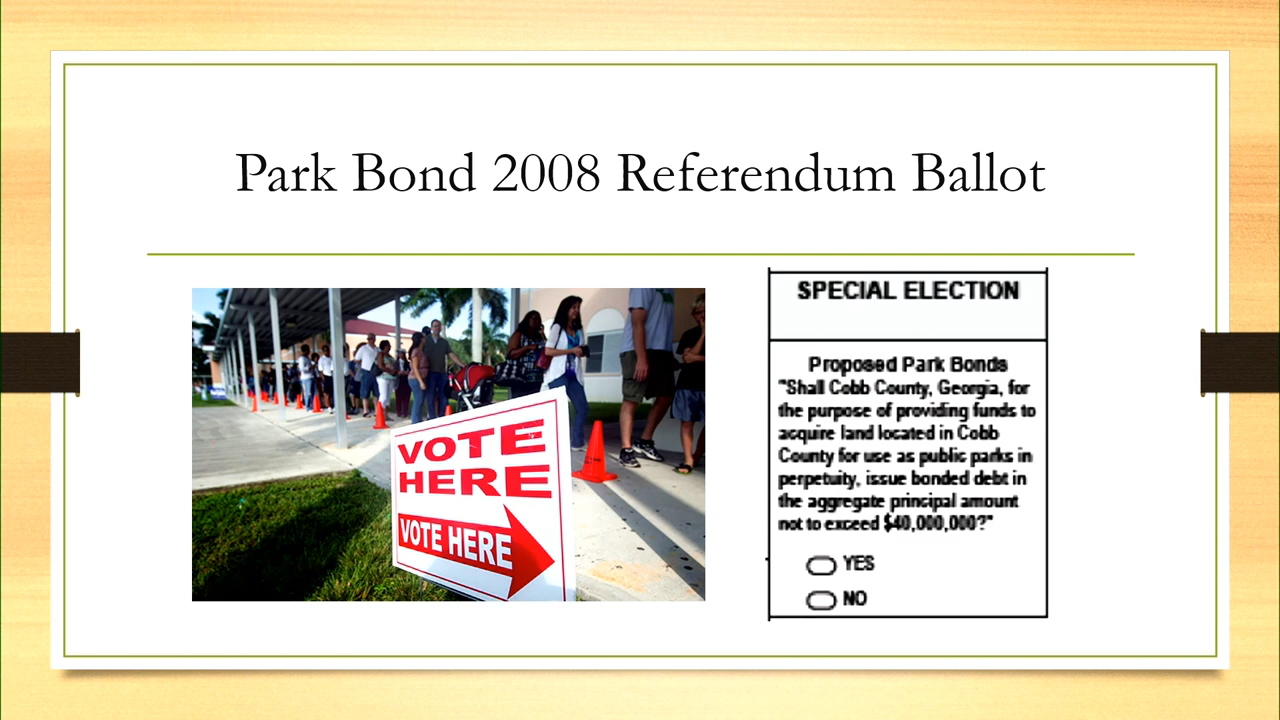 Park Bond 2008 Referendum Ballot
VOTE
HERE
VOTE HERE
SPECIAL ELECTION
Proposed Park Bonds
"Shall Cobb County, Georgia, for
the purpose of providing funds to
acquire land located in Cobb
County for use as public parks in
perpetuity, issue bonded debt in
the aggregate principal amount
not to exceed $40,000,000?"
YES
NO